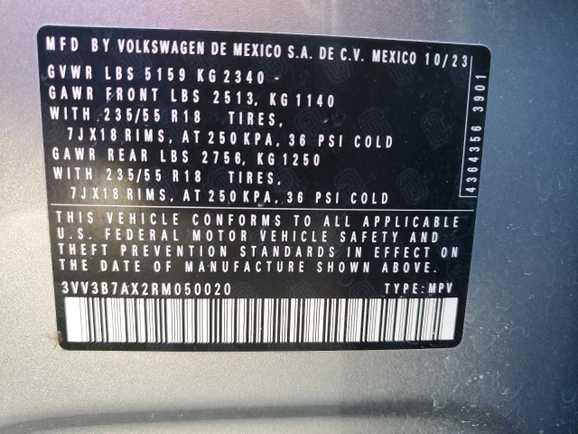 MFD BY VOLKSWAGEN DE MEXICO S.A. DE C.V. MEXICO 10/23
GVWR LBS 5159 KG 2340 -
GAWR FRONT LBS 2513, KG 1140
WITH 235/55 R18 TIRES,
7JX18 RIMS, AT 250 KPA, 36 PSI COLD
GAWR REAR LBS 2756, KG 1250
WITH 235/55 R18 TIRES,
7JX18 RIMS, AT 250 KPA, 36 PSI COLD
4364356 3901
THIS VEHICLE CONFORMS TO ALL APPLICABLE
U.S. FEDERAL MOTOR VEHICLE SAFETY AND
THEFT PREVENTION STANDARDS IN EFFECT ON
THE DATE OF MANUFACTURE SHOWN ABOVE.
3VV3B7AX2RM050020 TYPE: MPV